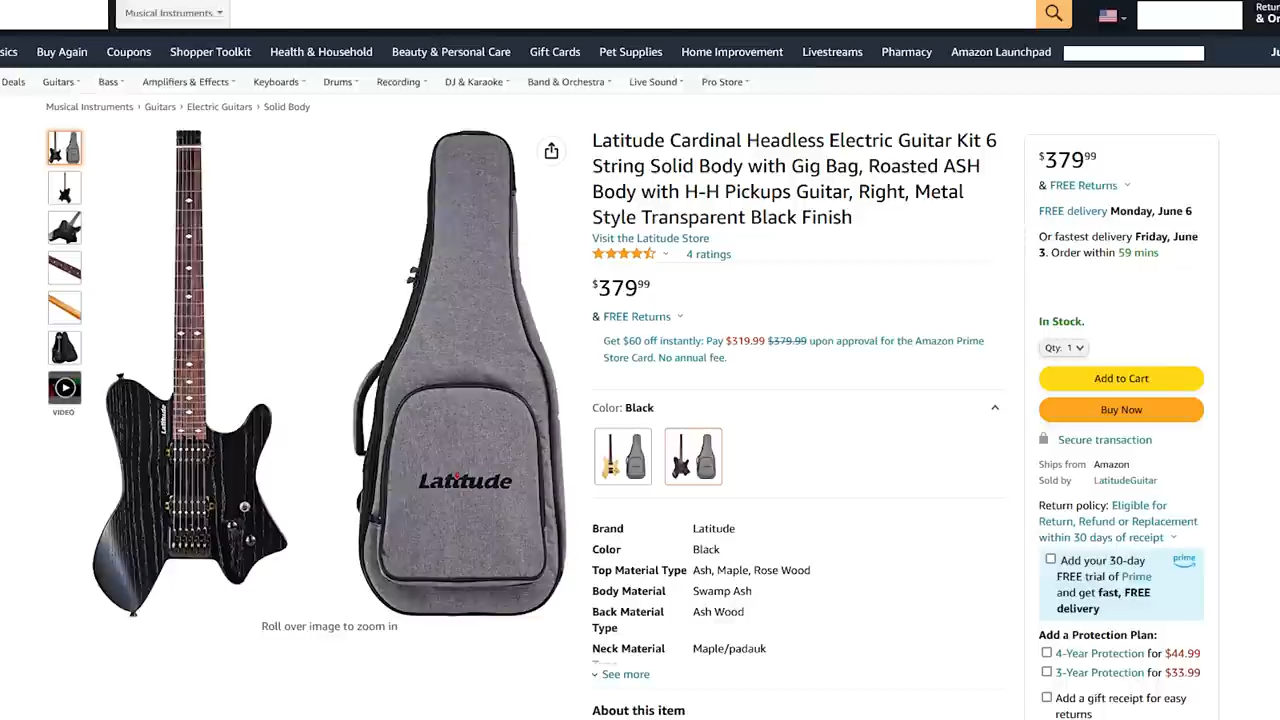 Musical Instruments
Retur
& Or
sics Buy Again Coupons Shopper Toolkit Health & Household Beauty & Personal Care Gift Cards Pet Supplies Home Improvement Livestreams Pharmacy Amazon Launchpad Ju
Deals Guitars Bass Amplifiers & Effects Keyboards Drums Recording DJ & Karaoke Band & Orchestra Live Sound Pro Store
Musical Instruments › Guitars › Electric Guitars › Solid Body
VIDEO
Latitude
Latitude
Roll over image to zoom in
Latitude Cardinal Headless Electric Guitar Kit 6
String Solid Body with Gig Bag, Roasted ASH
Body with H-H Pickups Guitar, Right, Metal
Style Transparent Black Finish
Visit the Latitude Store
4 ratings
$37999
& FREE Returns
Get $60 off instantly: Pay $319.99 $379.99 upon approval for the Amazon Prime
Store Card. No annual fee.
Color: Black
Brand Latitude
Color Black
Top Material Type Ash, Maple, Rose Wood
Body Material Swamp Ash
Back Material Ash Wood
Type
Neck Material Maple/padauk
See more
About this item
$37999
& FREE Returns
FREE delivery Monday, June 6
Or fastest delivery Friday, June
3. Order within 59 mins
In Stock.
Qty: 1
Add to Cart
Buy Now
Secure transaction
Ships from Amazon
Sold by LatitudeGuitar
Return policy: Eligible for
Return, Refund or Replacement
within 30 days of receipt
Add your 30-day prime
FREE trial of Prime
and get fast, FREE
delivery
Add a Protection Plan:
4-Year Protection for $44.99
3-Year Protection for $33.99
Add a gift receipt for easy
returns